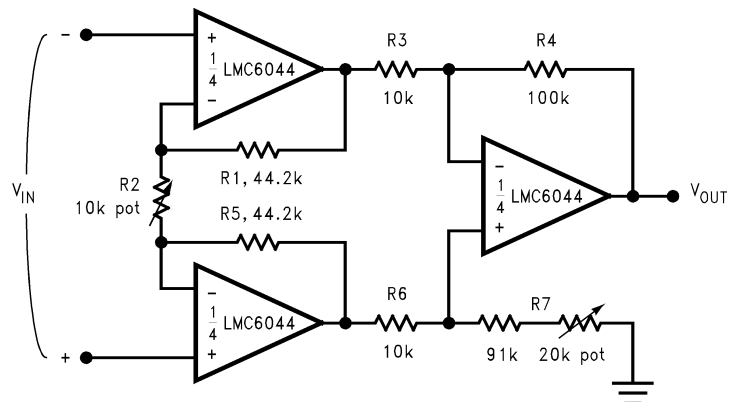 −
+
1/4 LMC6044
−
R3
10k
R4
100k
R1, 44.2k
R2
10k pot
VIN
R5, 44.2k
−
1/4 LMC6044
+
VOUT
−
1/4 LMC6044
+
+
R6
10k
R7
91k
20k pot